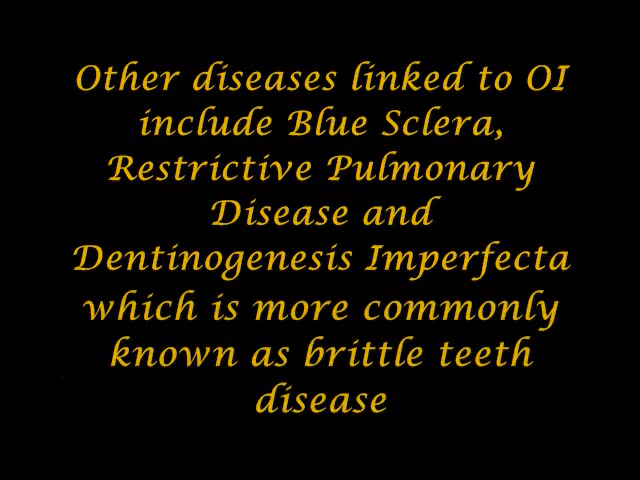 Other diseases linked to OI
include Blue Sclera,
Restrictive Pulmonary
Disease and
Dentinogenesis Imperfecta
which is more commonly
known as brittle teeth
disease